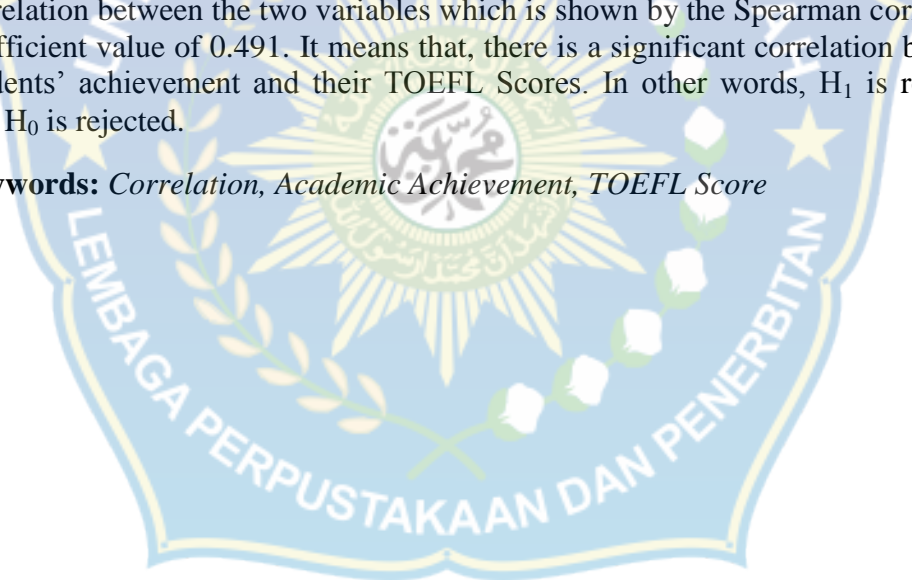 relation between the two variables which is shown by the Spearman cor
fficient value of 0.491. It means that, there is a significant correlation b
dents' achievement and their TOEFL Scores. In other words, H₁ is r
H₀ is rejected.
ywords: Correlation, Academic Achievement, TOEFL Score
LEMBAGA PERPUSTAKAAN DAN PENERBITAN